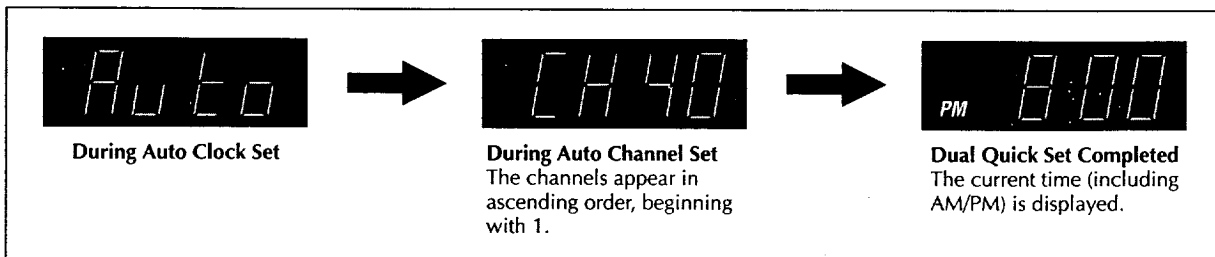 Auto
During Auto Clock Set
CH 40
During Auto Channel Set
The channels appear in
ascending order, beginning
with 1.
PM 8:00
Dual Quick Set Completed
The current time (including
AM/PM) is displayed.